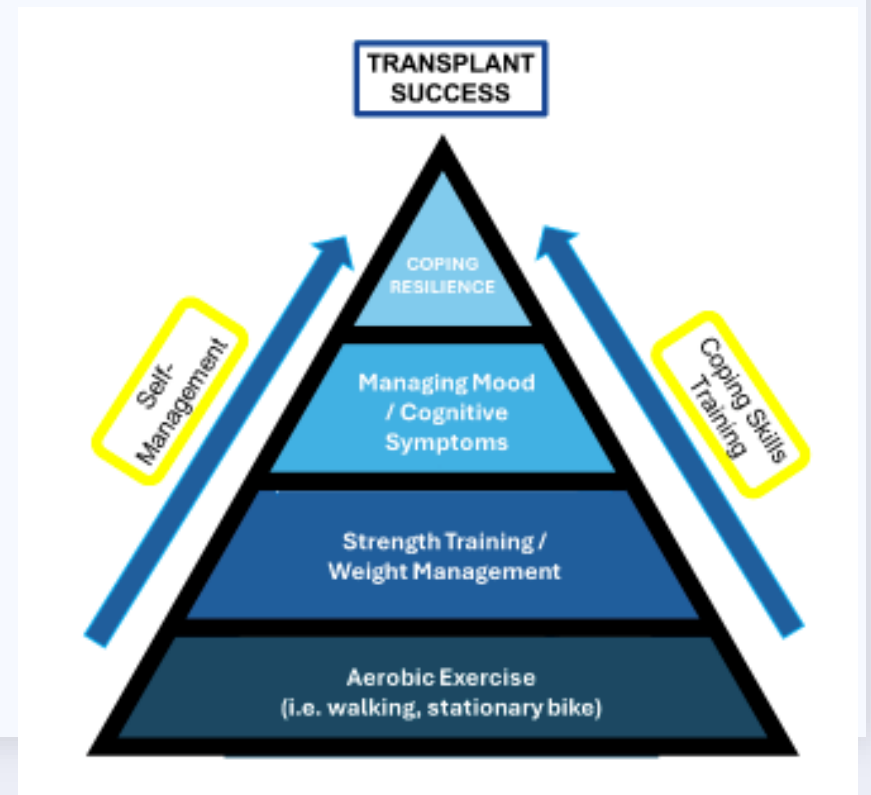 TRANSPLANT
SUCCESS
COPING
RESILIENCE
Self-
Management
Coping Skills
Training
Managing Mood
/ Cognitive
Symptoms
Strength Training /
Weight Management
Aerobic Exercise
(i.e. walking, stationary bike)